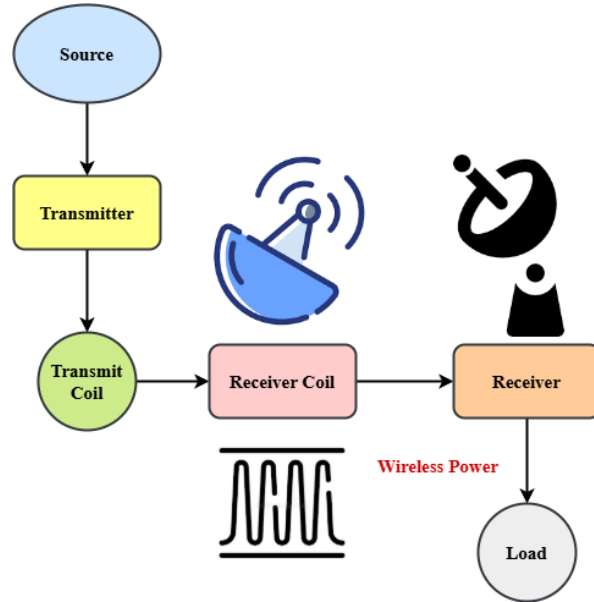 Source
Transmitter
Transmit
Coil
Receiver Coil
Receiver
Wireless Power
Load